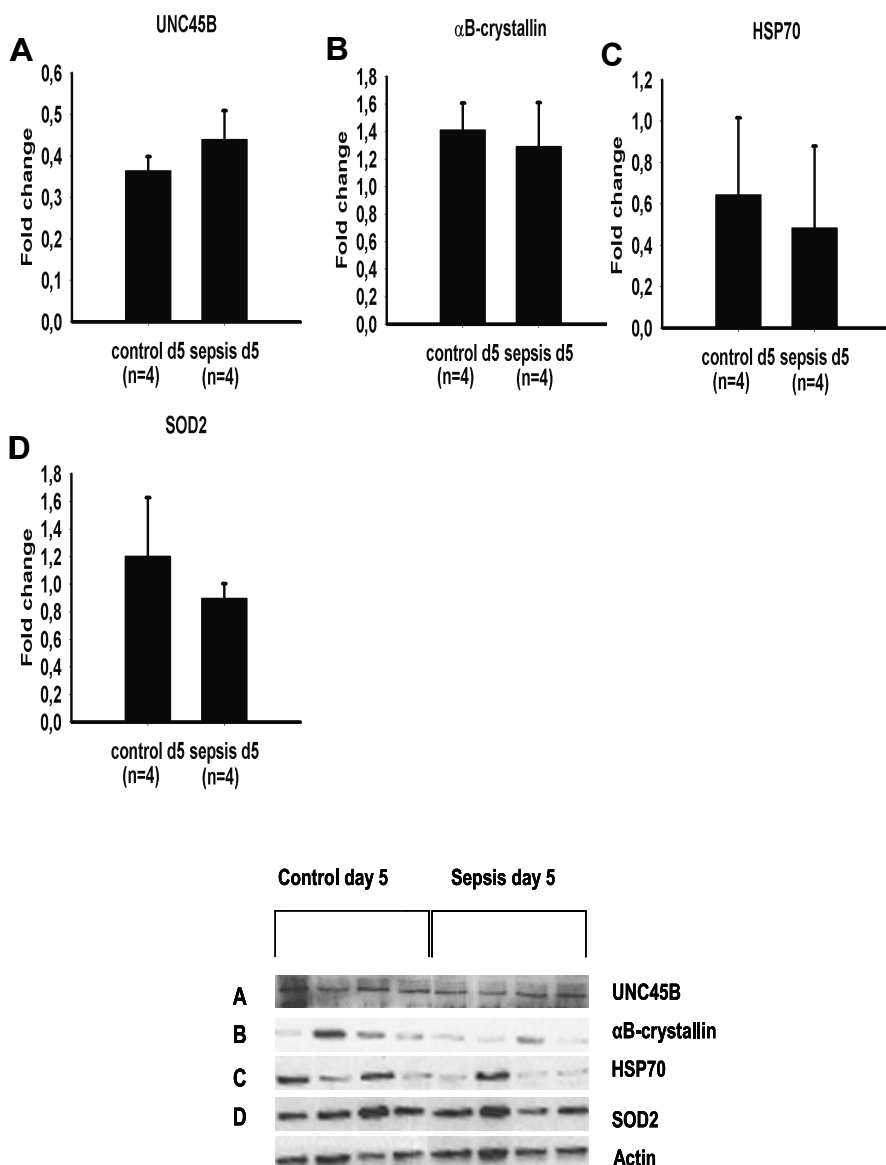 UNC45B
A
Fold change
0,6
0,5
0,4
0,3
0,2
0,1
0,0
control d5 sepsis d5
(n=4) (n=4)
αB-crystallin
B
Fold change
2,0
1,8
1,6
1,4
1,2
1,0
0,8
0,6
0,4
0,2
0,0
control d5 sepsis d5
(n=4) (n=4)
HSP70
C
Fold change
1,2
1,0
0,8
0,6
0,4
0,2
0,0
control d5 sepsis d5
(n=4) (n=4)
SOD2
D
Fold change
1,8
1,6
1,4
1,2
1,0
0,8
0,6
0,4
0,2
0,0
control d5 sepsis d5
(n=4) (n=4)
Control day 5 Sepsis day 5
A UNC45B
B αB-crystallin
C HSP70
D SOD2
Actin